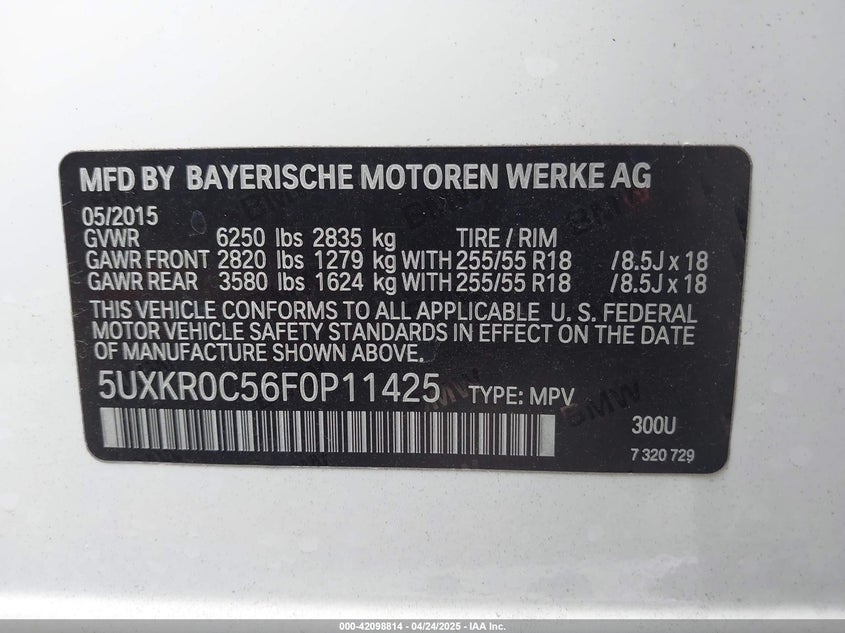 MFD BY BAYERISCHE MOTOREN WERKE AG
05/2015
GVWR 6250 lbs 2835 kg TIRE / RIM
GAWR FRONT 2820 lbs 1279 kg WITH 255/55 R18 /8.5J x 18
GAWR REAR 3580 lbs 1624 kg WITH 255/55 R18 /8.5J x 18
THIS VEHICLE CONFORMS TO ALL APPLICABLE U. S. FEDERAL
MOTOR VEHICLE SAFETY STANDARDS IN EFFECT ON THE DATE
OF MANUFACTURE SHOWN ABOVE.
5UXKR0C56F0P11425 TYPE: MPV
BMW
300U
7 320 729
000-42098814 - 04/24/2025 - IAA Inc.